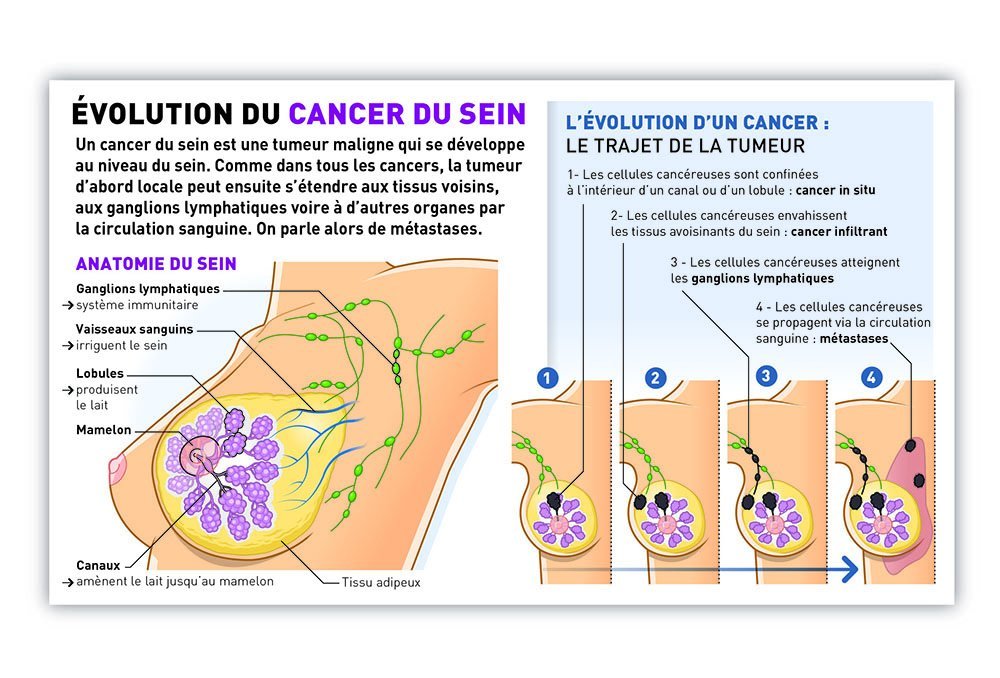 ÉVOLUTION DU CANCER DU SEIN
Un cancer du sein est une tumeur maligne qui se développe
au niveau du sein. Comme dans tous les cancers, la tumeur
d'abord locale peut ensuite s'étendre aux tissus voisins,
aux ganglions lymphatiques voire à d'autres organes par
la circulation sanguine. On parle alors de métastases.
ANATOMIE DU SEIN
Ganglions lymphatiques
→ système immunitaire
Vaisseaux sanguins
→ irriguent le sein
Lobules
→ produisent
le lait
Mamelon
Canaux
→ amènent le lait jusqu'au mamelon
Tissu adipeux
L'ÉVOLUTION D'UN CANCER :
LE TRAJET DE LA TUMEUR
1- Les cellules cancéreuses sont confinées
à l'intérieur d'un canal ou d'un lobule : cancer in situ
2- Les cellules cancéreuses envahissent
les tissus avoisinants du sein : cancer infiltrant
3 - Les cellules cancéreuses atteignent
les ganglions lymphatiques
4 - Les cellules cancéreuses
se propagent via la circulation
sanguine : métastases
1
2
3
4